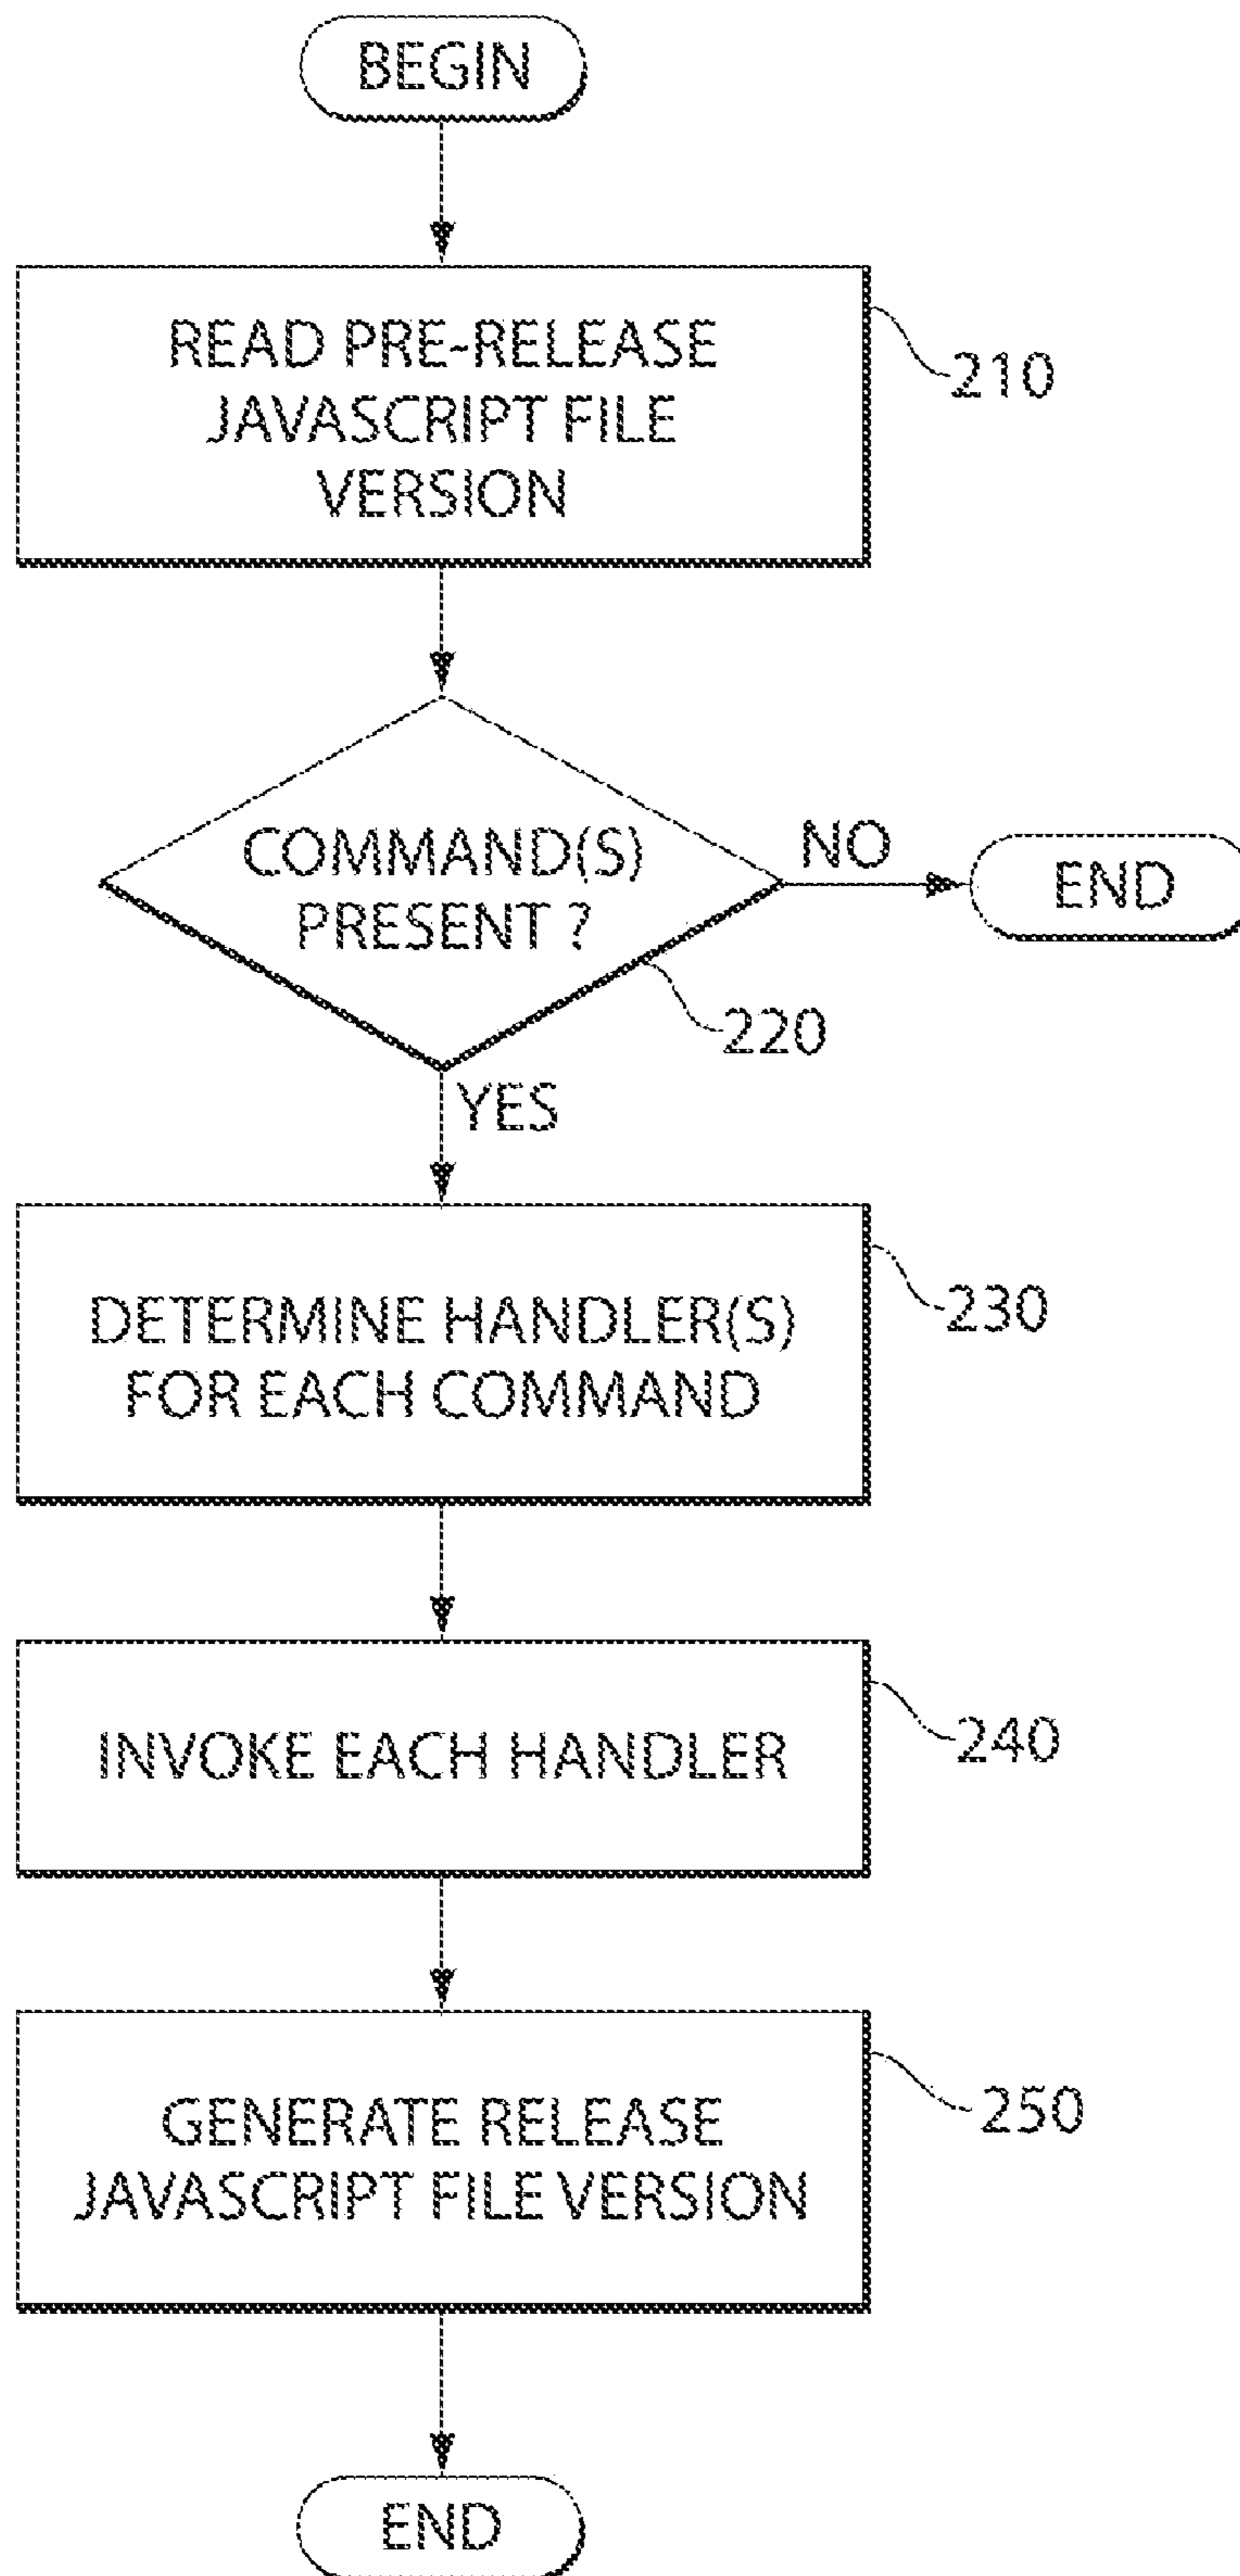 BEGIN
READ PRE-RELEASE
JAVASCRIPT FILE
VERSION
210
COMMAND(S)
PRESENT ?
NO
END
220
YES
DETERMINE HANDLER(S)
FOR EACH COMMAND
230
INVOKE EACH HANDLER
240
GENERATE RELEASE
JAVASCRIPT FILE VERSION
250
END